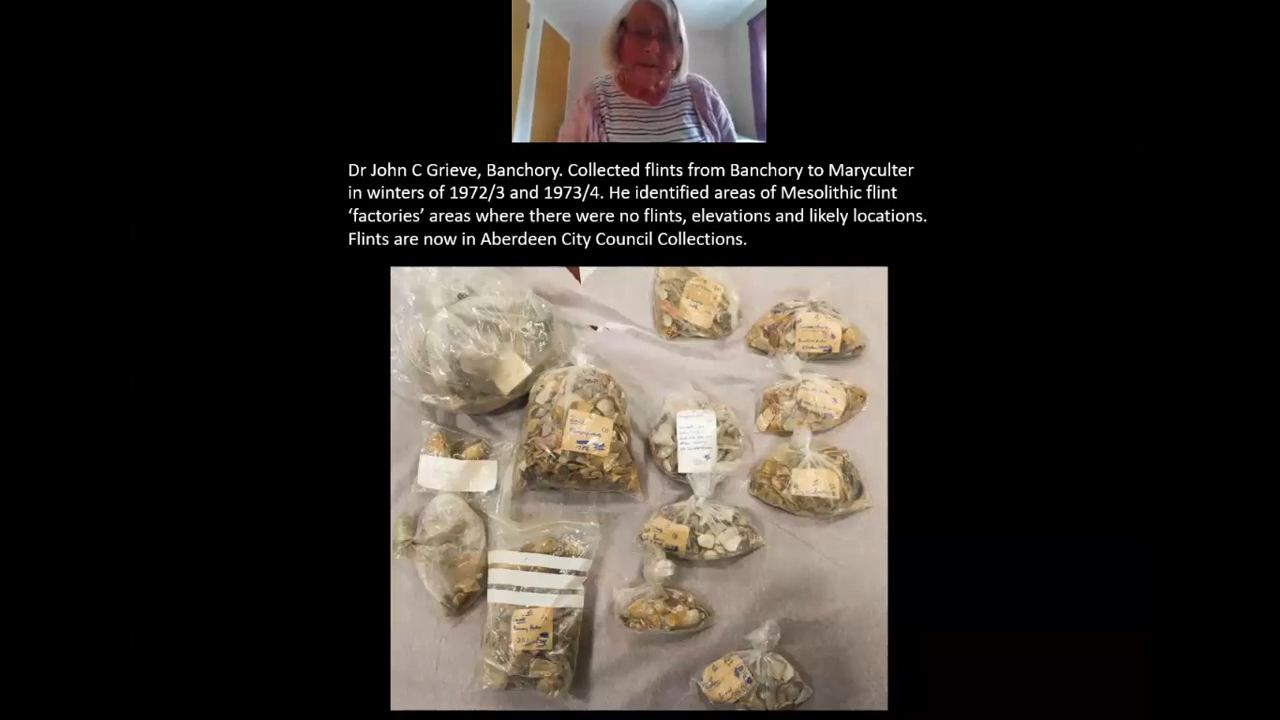 Dr John C Grieve, Banchory. Collected flints from Banchory to Maryculter
in winters of 1972/3 and 1973/4. He identified areas of Mesolithic flint
‘factories’ areas where there were no flints, elevations and likely locations.
Flints are now in Aberdeen City Council Collections.